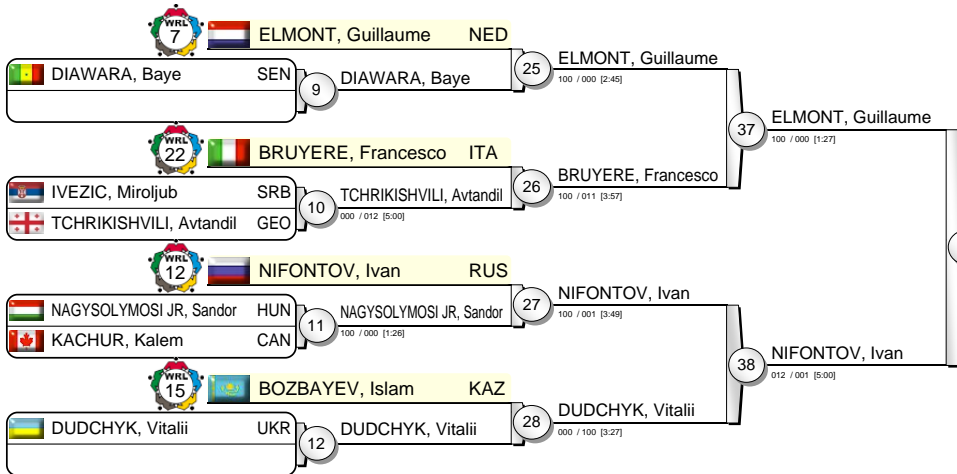 WRL
7
ELMONT, Guillaume NED
DIAWARA, Baye SEN
9
DIAWARA, Baye
25
ELMONT, Guillaume
100 / 000 [2:45]
37
ELMONT, Guillaume
100 / 000 [1:27]
WRL
22
BRUYERE, Francesco ITA
IVEZIC, Miroljub SRB
TCHRIKISHVILI, Avtandil GEO
10
TCHRIKISHVILI, Avtandil
000 / 012 [5:00]
26
BRUYERE, Francesco
100 / 011 [3:57]
WRL
12
NIFONTOV, Ivan RUS
NAGYSOLYMOSI JR, Sandor HUN
KACHUR, Kalem CAN
11
NAGYSOLYMOSI JR, Sandor
100 / 000 [1:26]
27
NIFONTOV, Ivan
100 / 001 [3:49]
38
NIFONTOV, Ivan
012 / 001 [5:00]
WRL
15
BOZBAYEV, Islam KAZ
DUDCHYK, Vitalii UKR
12
DUDCHYK, Vitalii
28
DUDCHYK, Vitalii
000 / 100 [3:27]